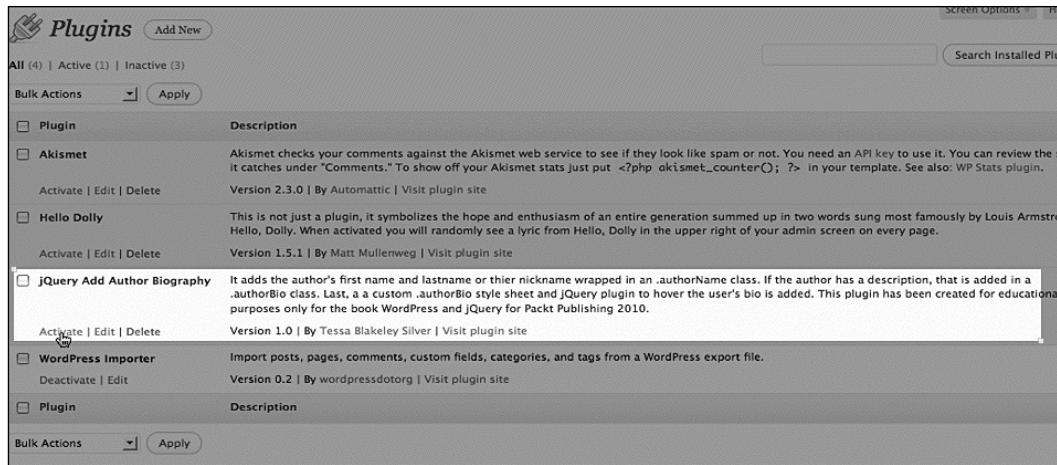 Screen Options
Plugins Add New
All (4) | Active (1) | Inactive (3)
Search Installed
Bulk Actions Apply
Plugin Description
Akismet Akismet checks your comments against the Akismet web service to see if they look like spam or not. You need an API key to use it. You can review the
it catches under "Comments." To show off your Akismet stats just put <?php akismet_counter(); ?> in your template. See also: WP Stats plugin.
Activate | Edit | Delete Version 2.3.0 | By Automattic | Visit plugin site
Hello Dolly This is not just a plugin, it symbolizes the hope and enthusiasm of an entire generation summed up in two words sung most famously by Louis
Hello, Dolly. When activated you will randomly see a lyric from Hello, Dolly in the upper right of your admin screen on every page.
Activate | Edit | Delete Version 1.5.1 | By Matt Mullenweg | Visit plugin site
jQuery Add Author Biography It adds the author's first name and lastname or thier nickname wrapped in an .authorName class. If the author has a description, that is added in a
.authorBio class. Last, a a custom .authorBio style sheet and jQuery plugin to hover the user's bio is added. This plugin has been created for
purposes only for the book WordPress and jQuery for Packt Publishing 2010.
Activate | Edit | Delete Version 1.0 | By Tessa Blakeley Silver | Visit plugin site
WordPress Importer Import posts, pages, comments, custom fields, categories, and tags from a WordPress export file.
Deactivate | Edit Version 0.2 | By wordpressdotorg | Visit plugin site
Plugin Description
Bulk Actions Apply